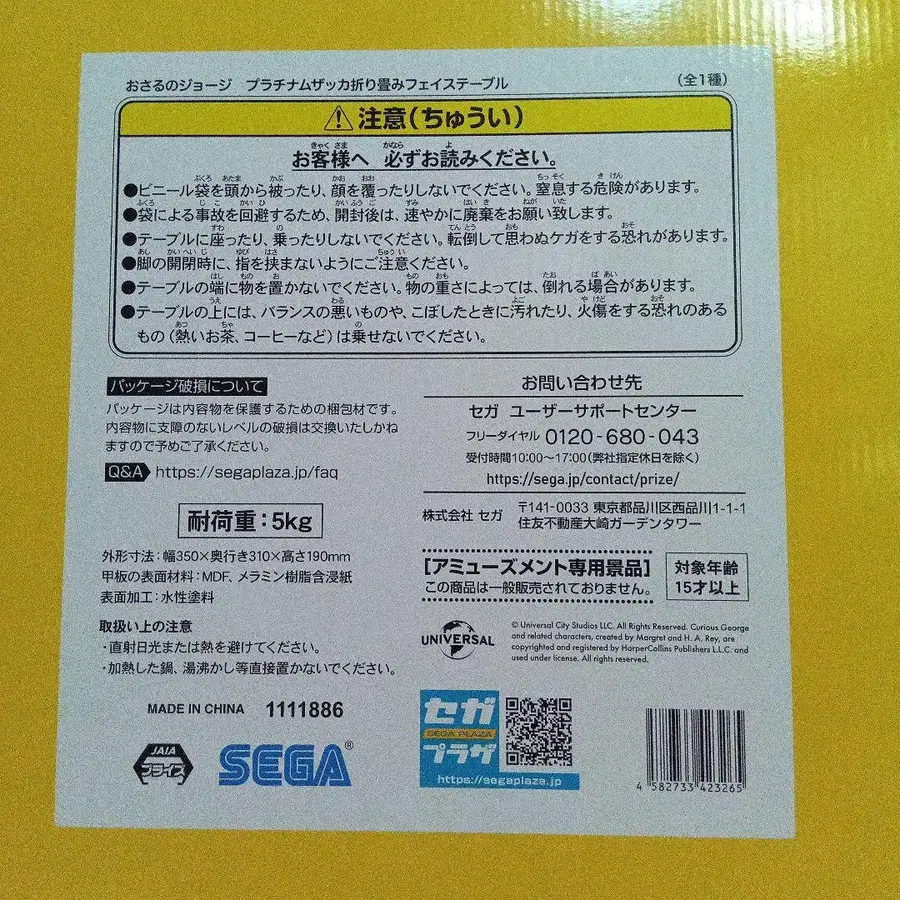 おさるのジョージ プラチナムザッカ折り畳みフェイステーブル (全1種)
注意(ちゅうい)
お客様へ 必ずお読みください。
●ビニール袋を頭から被ったり、顔を覆ったりしないでください。窒息する危険があります。
●袋による事故を回避するため、開封後は、速やかに廃棄をお願い致します。
●テーブルに座ったり、乗ったりしないでください。転倒して思わぬケガをする恐れがあります。
●脚の開閉時に、指を挟まないようにご注意ください。
●テーブルの端に物を置かないでください。物の重さによっては、倒れる場合があります。
●テーブルの上には、バランスの悪いものや、こぼしたときに汚れたり、火傷をする恐れのある
もの(熱いお茶、コーヒーなど)は乗せないでください。
パッケージ破損について
パッケージは内容物を保護するための梱包材です。
内容物に支障のないレベルの破損は交換いたしかね
ますので予めご了承ください。
Q&A https://segaplaza.jp/faq
耐荷重:5kg
外形寸法:幅350×奥行き310×高さ190mm
甲板の表面材料:MDF、メラミン樹脂含浸紙
表面加工:水性塗料
取扱い上の注意
・直射日光または熱を避けてください。
・加熱した鍋、湯沸かし等直接置かないでください。
MADE IN CHINA 1111886
JAIA
プライズ
SEGA®
お問い合わせ先
セガ ユーザーサポートセンター
フリーダイヤル 0120-680-043
受付時間10:00~17:00(弊社指定休日を除く)
https://sega.jp/contact/prize/
株式会社 セガ 〒141-0033 東京都品川区西品川1-1-1
住友不動産大崎ガーデンタワー
[アミューズメント専用景品]
この商品は一般販売されておりません。
対象年齢
15才以上
UNIVERSAL
© Universal City Studios LLC. All Rights Reserved. Curious George
and related characters, created by Margret and H. A. Rey, are
copyrighted and registered by HarperCollins Publishers L.L.C. and
used under license. All rights reserved.
セガ
SEGA PLAZA
プラザ
https://segaplaza.jp
4 582733 423265